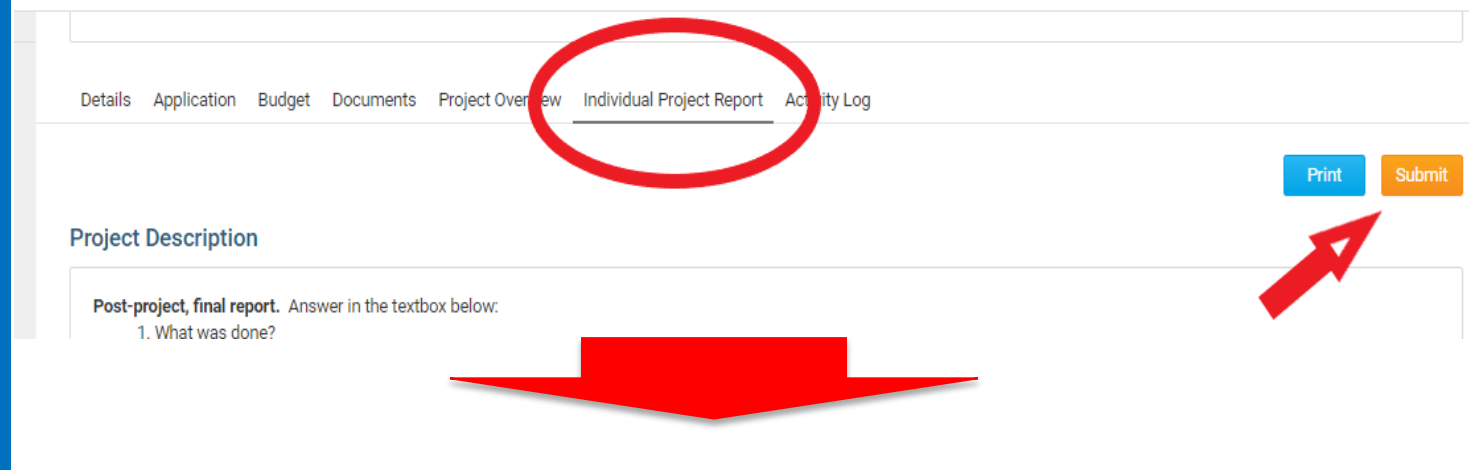 Details Application Budget Documents Project Overview Individual Project Report Activity Log
Print Submit
Project Description
Post-project, final report. Answer in the textbox below:
1. What was done?